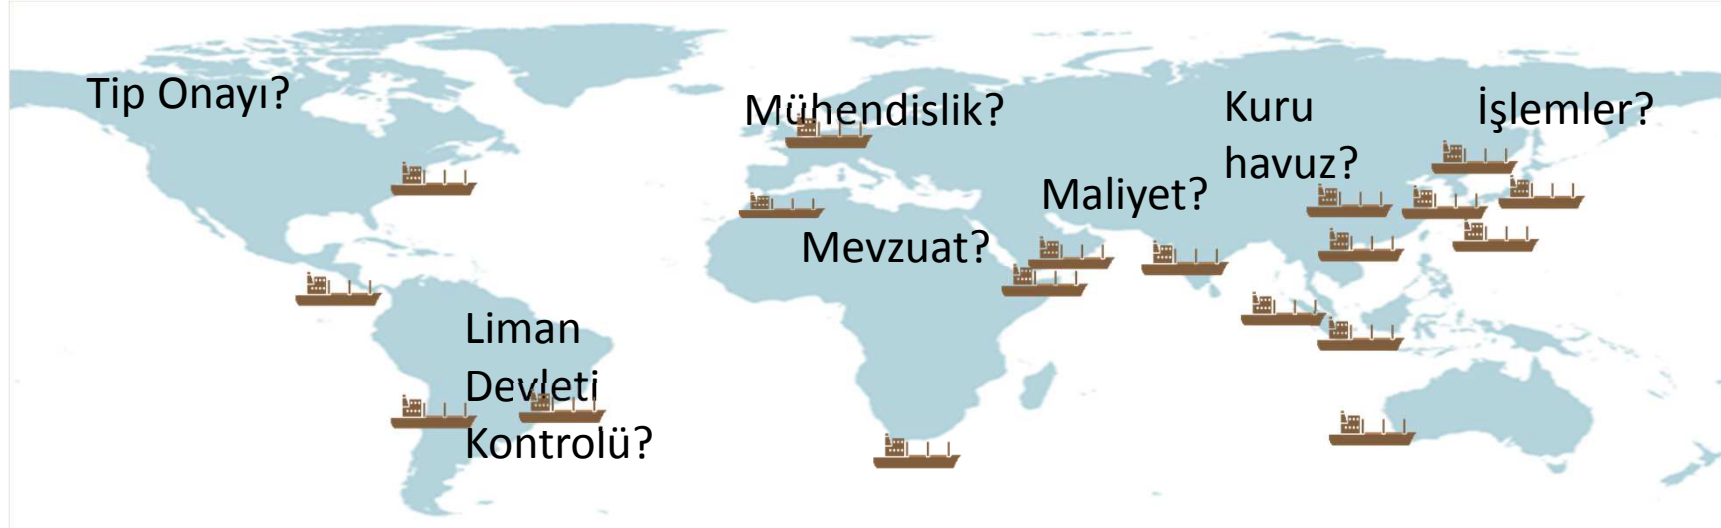 Tip Onayı?
Mühendislik?
Kuru
havuz?
İşlemler?
Maliyet?
Mevzuat?
Liman
Devleti
Kontrolü?